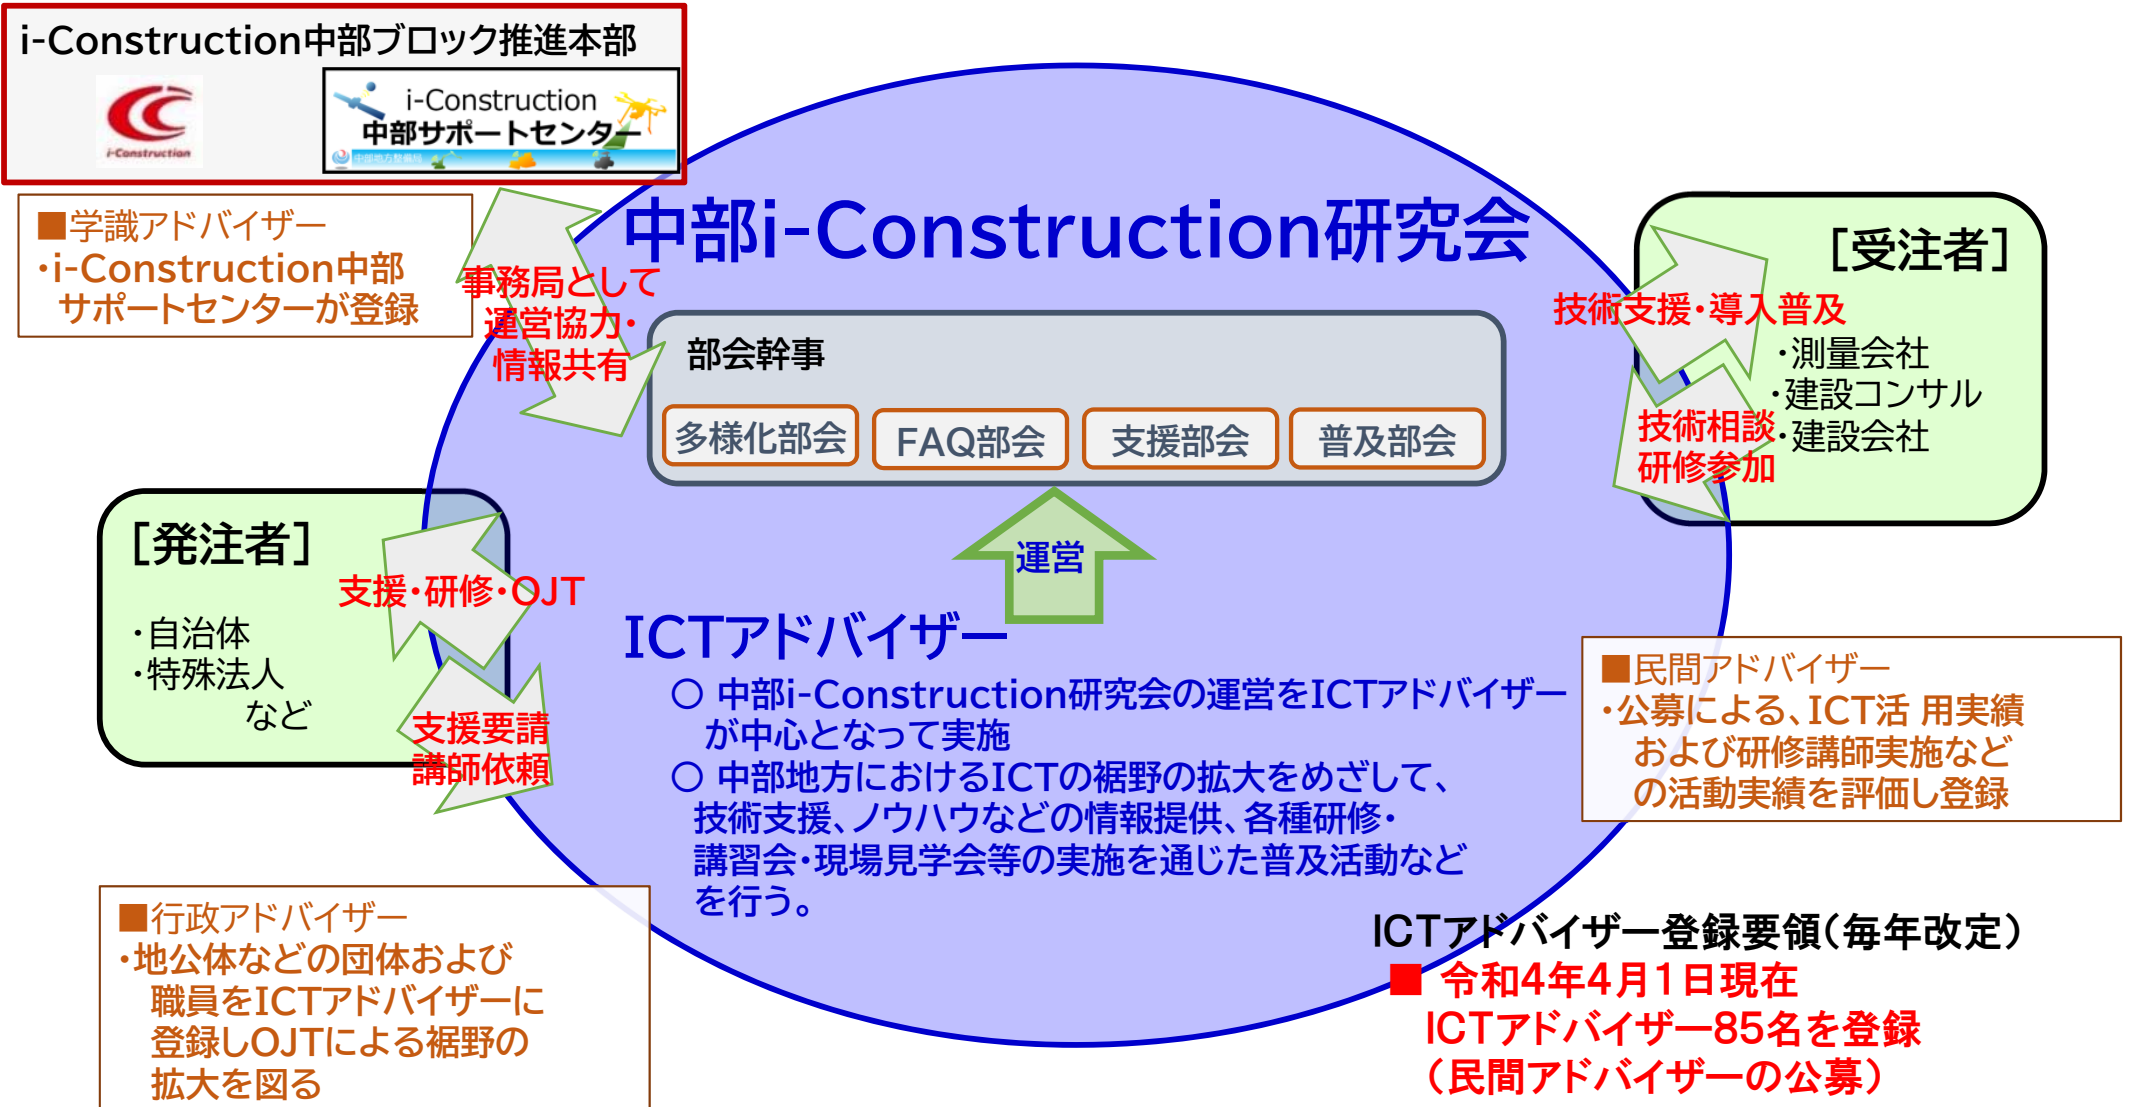 i-Construction中部ブロック推進本部
i-Construction
i-Construction
中部サポートセンター
中部地方整備局
■学識アドバイザー
・i-Construction中部
サポートセンターが登録
事務局として
運営協力・
情報共有
中部i-Construction研究会
部会幹事
多様化部会
FAQ部会
支援部会
普及部会
[受注者]
技術支援・導入普及
・測量会社
・建設コンサル
・建設会社
技術相談
研修参加
[発注者]
・自治体
・特殊法人
など
支援・研修・OJT
支援要請
講師依頼
運営
ICTアドバイザー
〇 中部i-Construction研究会の運営をICTアドバイザー
が中心となって実施
〇 中部地方におけるICTの裾野の拡大をめざして、
技術支援、ノウハウなどの情報提供、各種研修・
講習会・現場見学会等の実施を通じた普及活動など
を行う。
■民間アドバイザー
・公募による、ICT活 用実績
および研修講師実施など
の活動実績を評価し登録
■行政アドバイザー
・地公体などの団体および
職員をICTアドバイザーに
登録しOJTによる裾野の
拡大を図る
ICTアドバイザー登録要領(毎年改定)
■ 令和4年4月1日現在
ICTアドバイザー85名を登録
(民間アドバイザーの公募)